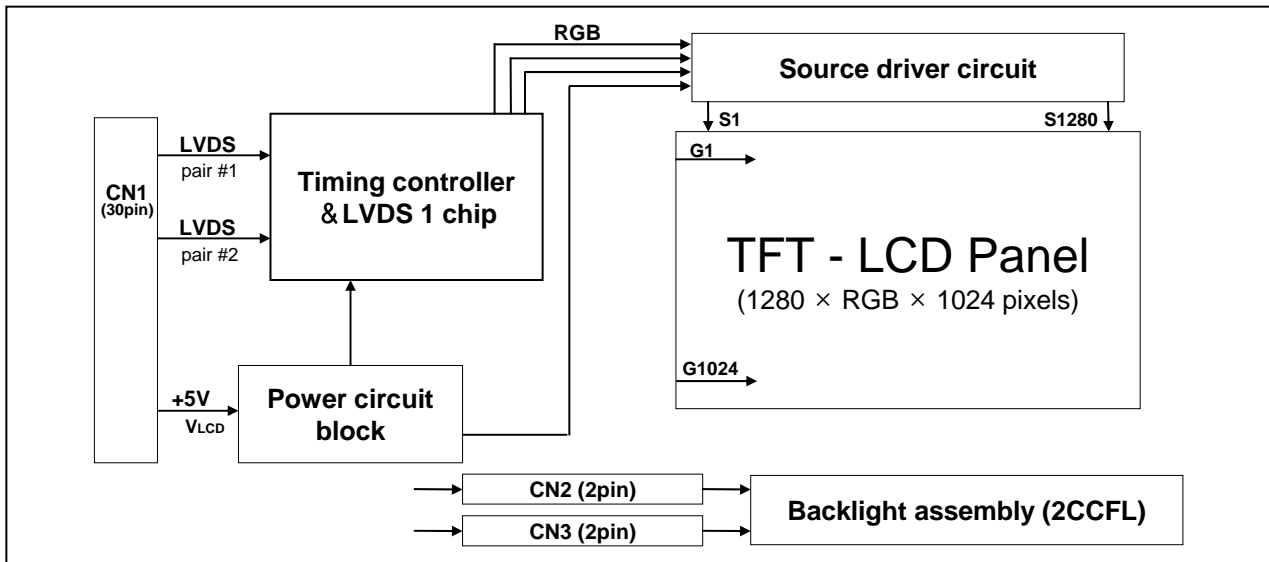 RGB
Source driver circuit
S1
S1280
CN1
(30pin)
LVDS
pair #1
LVDS
pair #2
Timing controller
&LVDS 1 chip
G1
TFT - LCD Panel
(1280 × RGB × 1024 pixels)
G1024
+5V
VLCD
Power circuit
block
CN2 (2pin)
CN3 (2pin)
Backlight assembly (2CCFL)